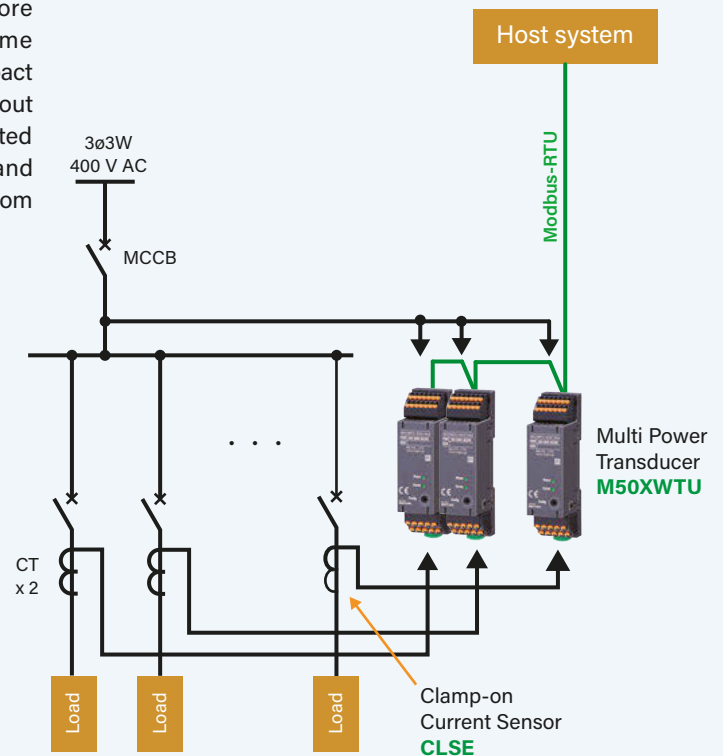 ore
me
act
out
ted
and
om
Host system
Modbus-RTU
3ø3W
400 V AC
MCCB
. . .
CT
x 2
Multi Power
Transducer
M50XWTU
Clamp-on
Current Sensor
CLSE
Load
Load
Load